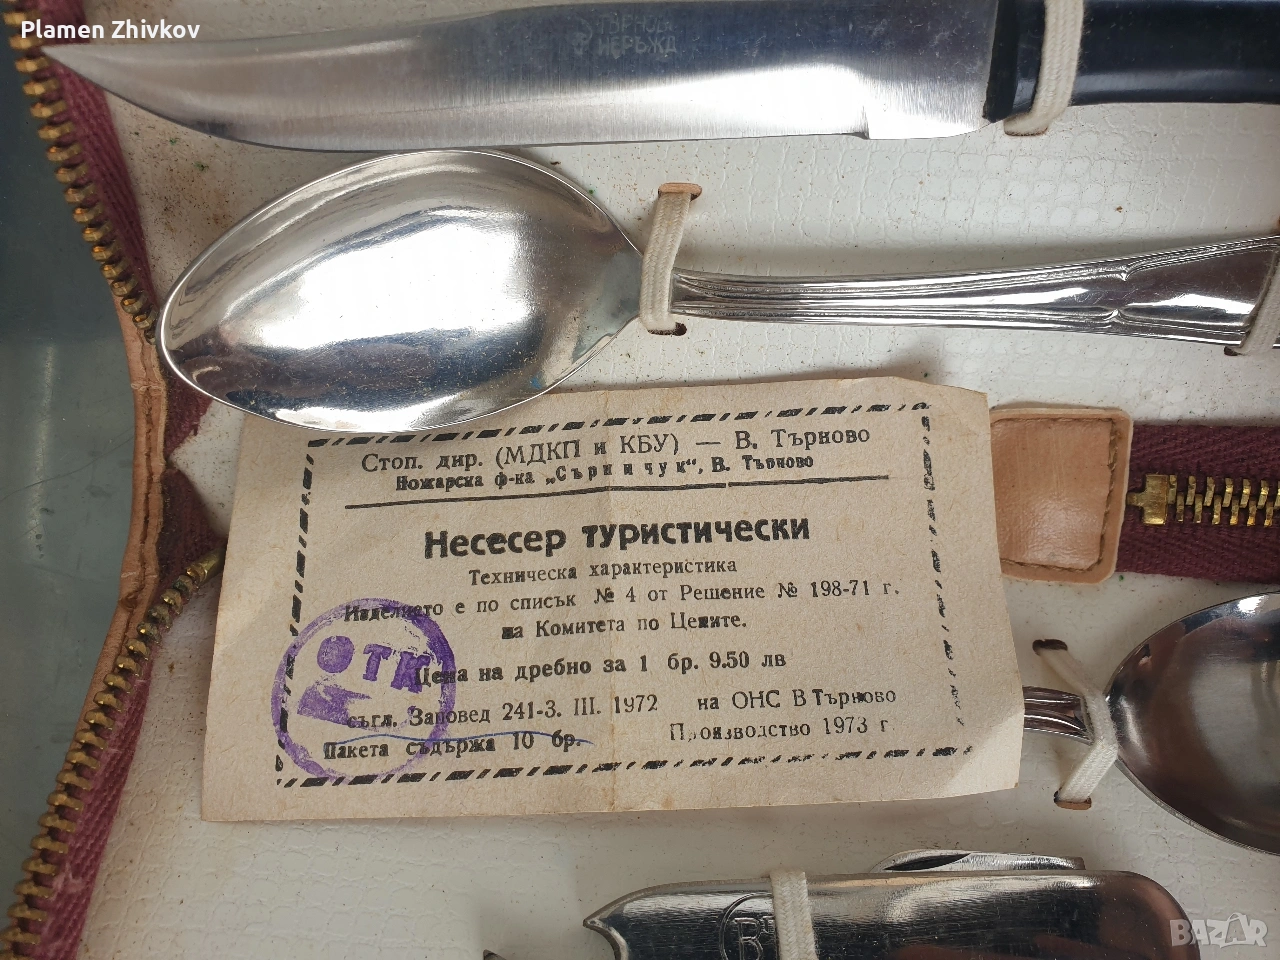 Plamen Zhivkov
ТЪРНОВО
НЕРЪЖД
Стоп. дир. (МДКП и КБУ) — В. Търново
Ножарска ф-ка „Сърп и чук“, В. Търново
Несесер туристически
Техническа характеристика
Изделието е по списък № 4 от Решение № 198-71 г.
на Комитета по Цените.
Цена на дребно за 1 бр. 9.50 лв
съгл. Заповед 241-3. III. 1972 на ОНС В Търново
Пакета съдържа 10 бр. Производство 1973 г
ОТК
BAZAR